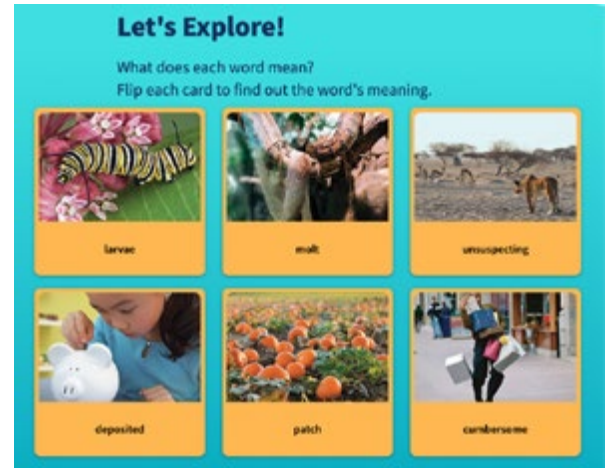 Let's Explore!
What does each word mean?
Flip each card to find out the word's meaning.
larvae
molt
unsuspecting
deposited
patch
cumbersome